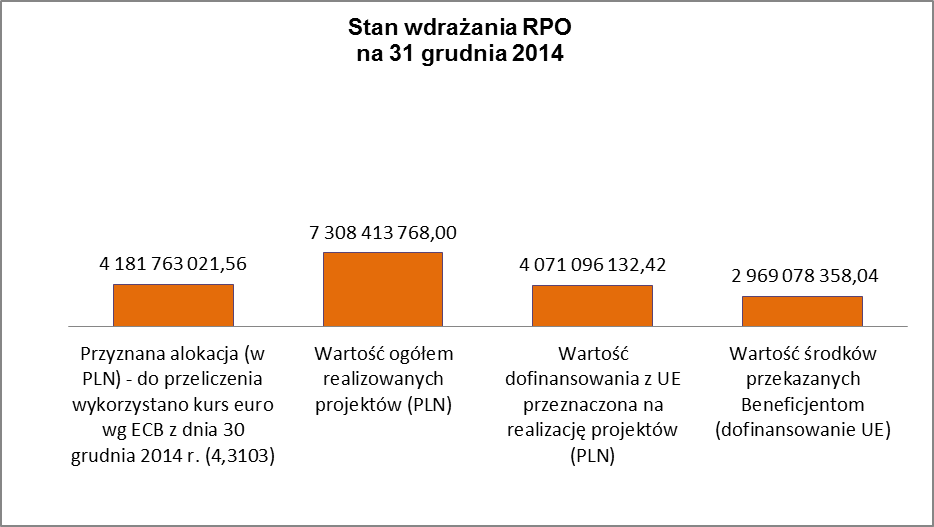 Stan wdrażania RPO
na 31 grudnia 2014
4 181 763 021,56
7 308 413 768,00
4 071 096 132,42
2 969 078 358,04
Przyznana alokacja (w
PLN) - do przeliczenia
wykorzystano kurs euro
wg ECB z dnia 30
grudnia 2014 r. (4,3103)
Wartość ogółem
realizowanych
projektów (PLN)
Wartość
dofinansowania z UE
przeznaczona na
realizację projektów
(PLN)
Wartość środków
przekazanych
Beneficjentom
(dofinansowanie UE)